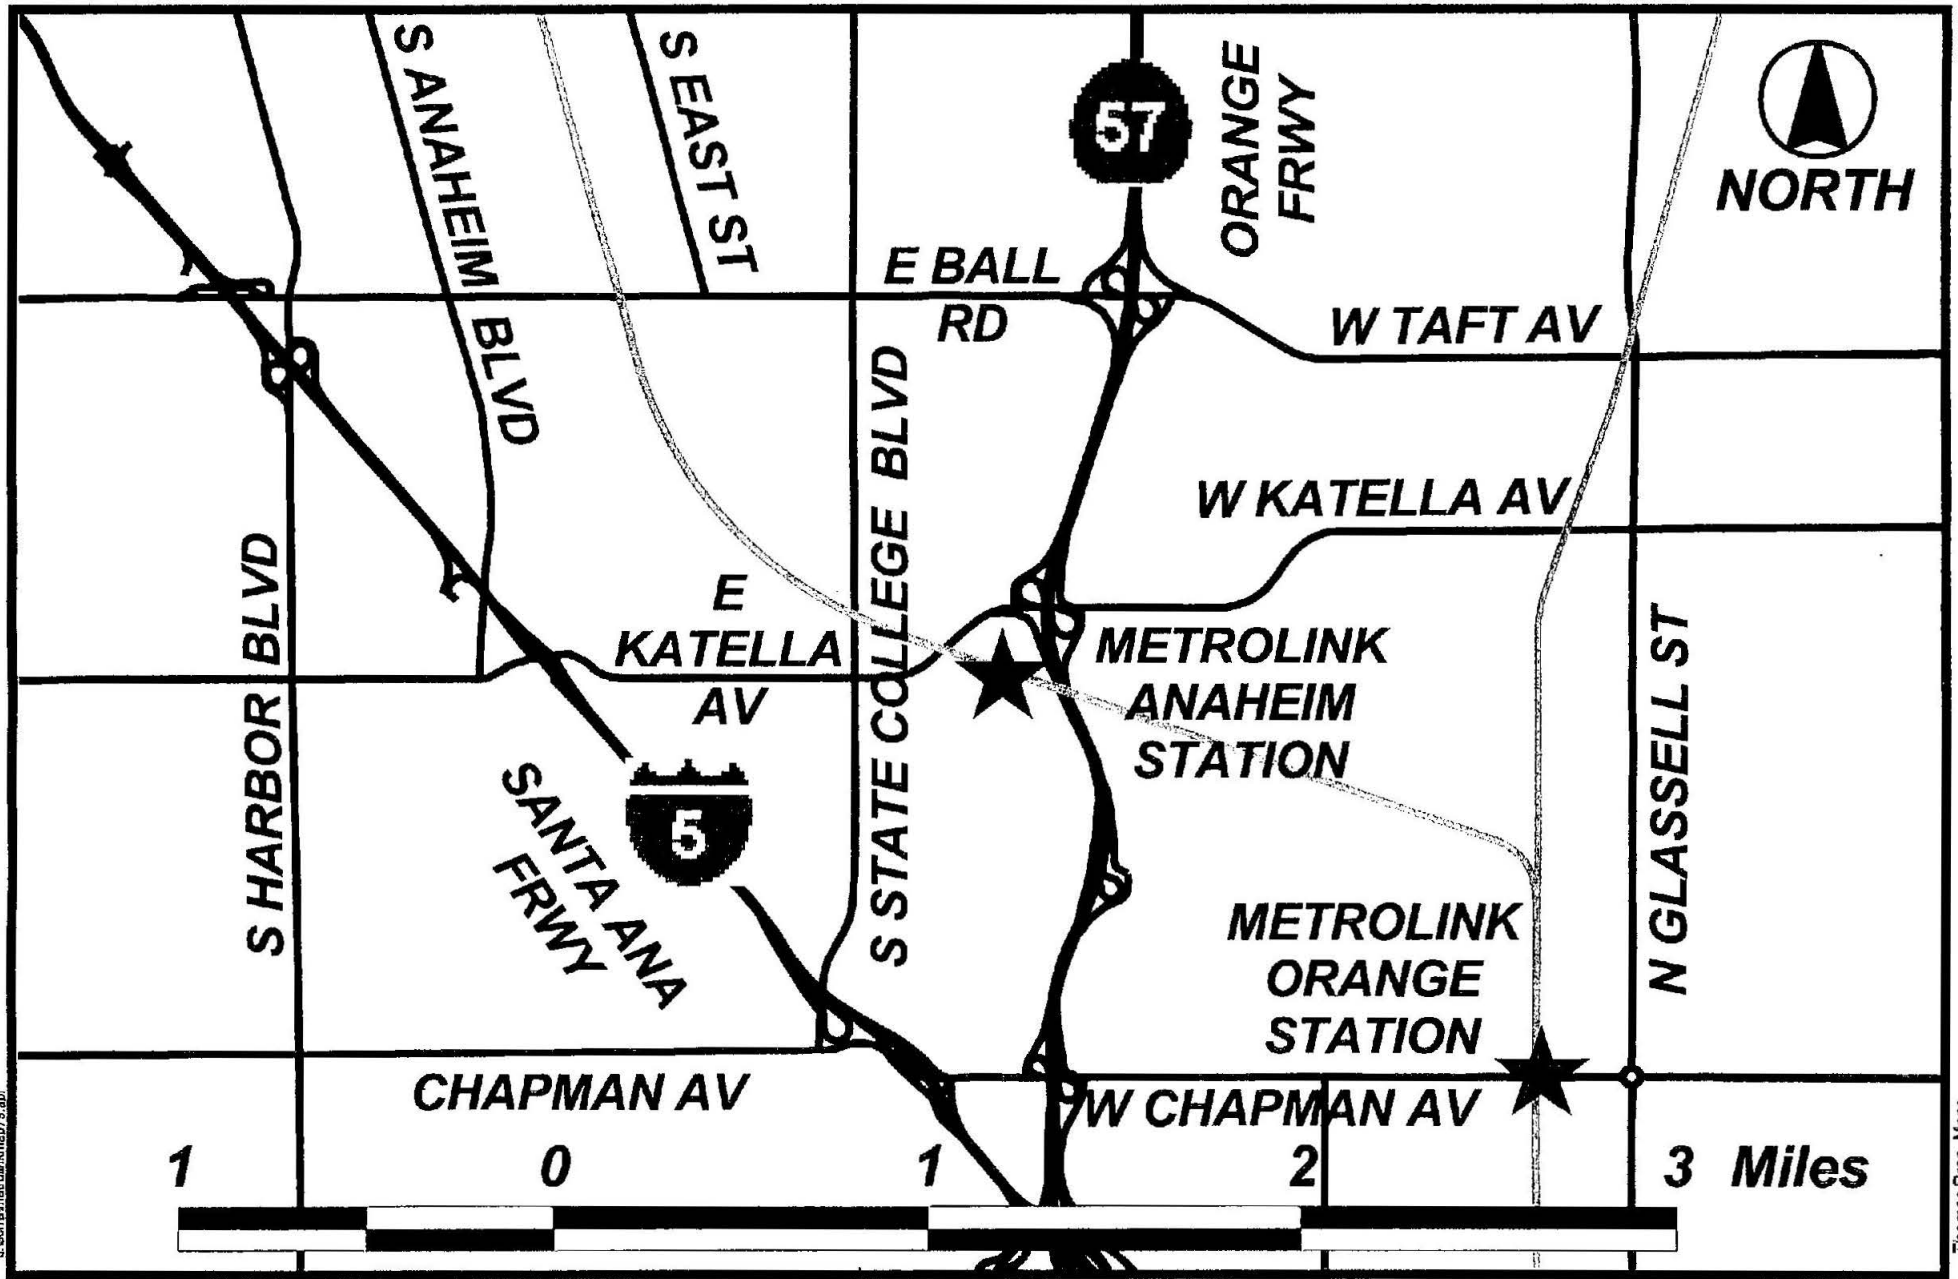 S ANAHEIM BLVD
S EAST ST
57
ORANGE
FRWY
NORTH
E BALL
RD
W TAFT AV
S STATE COLLEGE BLVD
W KATELLA AV
S HARBOR BLVD
E
KATELLA
AV
METROLINK
ANAHEIM
STATION
N GLASSELL ST
5
SANTA ANA
FRWY
METROLINK
ORANGE
STATION
CHAPMAN AV
W CHAPMAN AV
1 0 1 2 3 Miles